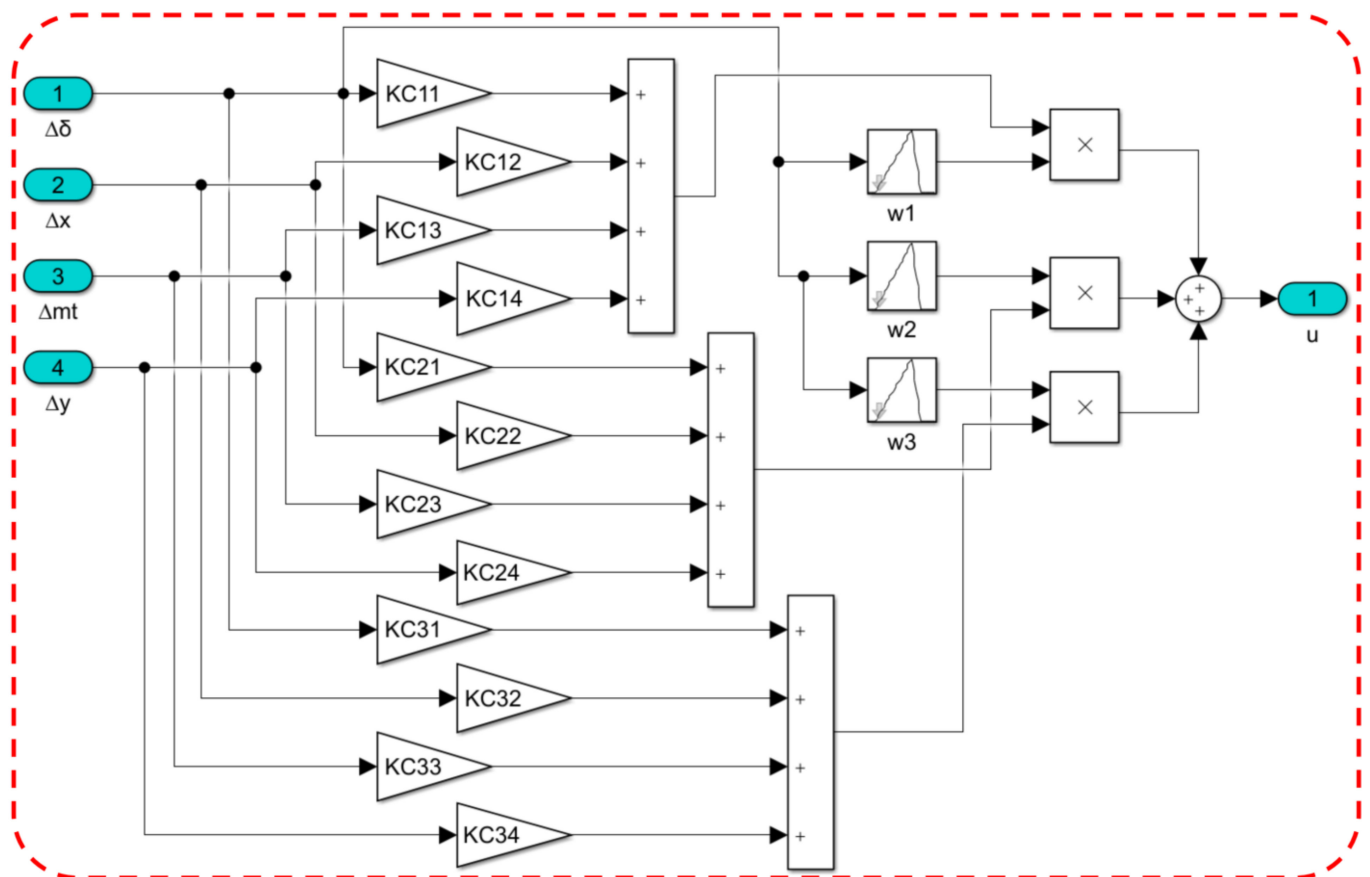 1
Δδ
2
Δx
3
Δmt
4
Δy
KC11
KC12
KC13
KC14
KC21
KC22
KC23
KC24
KC31
KC32
KC33
KC34
+
+
+
+
+
+
+
+
+
+
+
+
w1
w2
w3
×
×
×
+
+
+
1
u